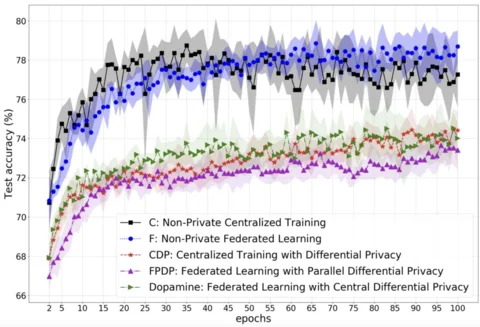 80
78
76
74
72
70
68
66
Test accuracy (%)
C: Non-Private Centralized Training
F: Non-Private Federated Learning
CDP: Centralized Training with Differential Privacy
FPDP: Federated Learning with Parallel Differential Privacy
Dopamine: Federated Learning with Central Differential Privacy
2 5 10 15 20 25 30 35 40 45 50 55 60 65 70 75 80 85 90 95 100
epochs